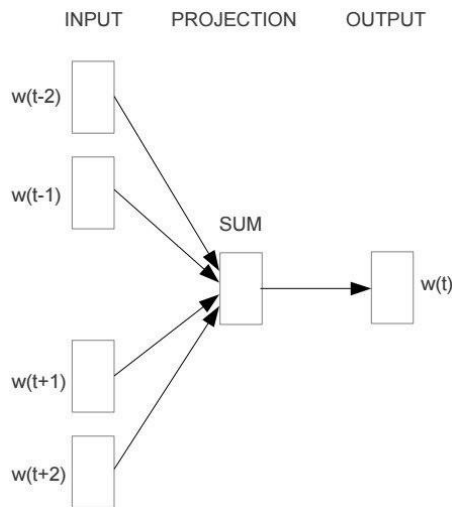 INPUT PROJECTION OUTPUT
w(t-2)
w(t-1)
SUM
w(t)
w(t+1)
w(t+2)